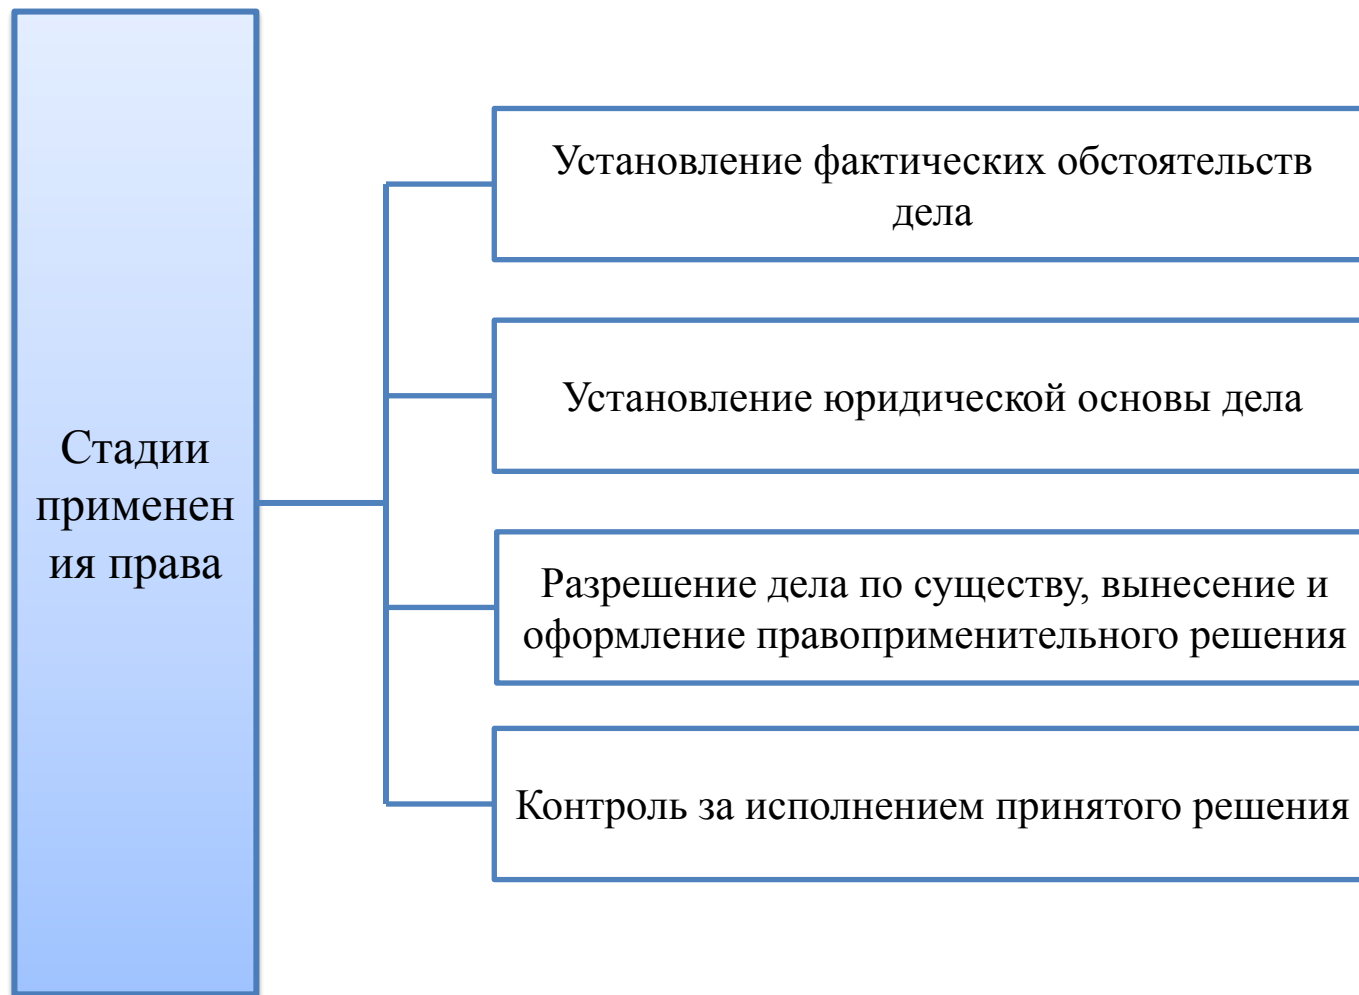 Стадии
применен
ия права
Установление фактических обстоятельств
дела
Установление юридической основы дела
Разрешение дела по существу, вынесение и
оформление правоприменительного решения
Контроль за исполнением принятого решения